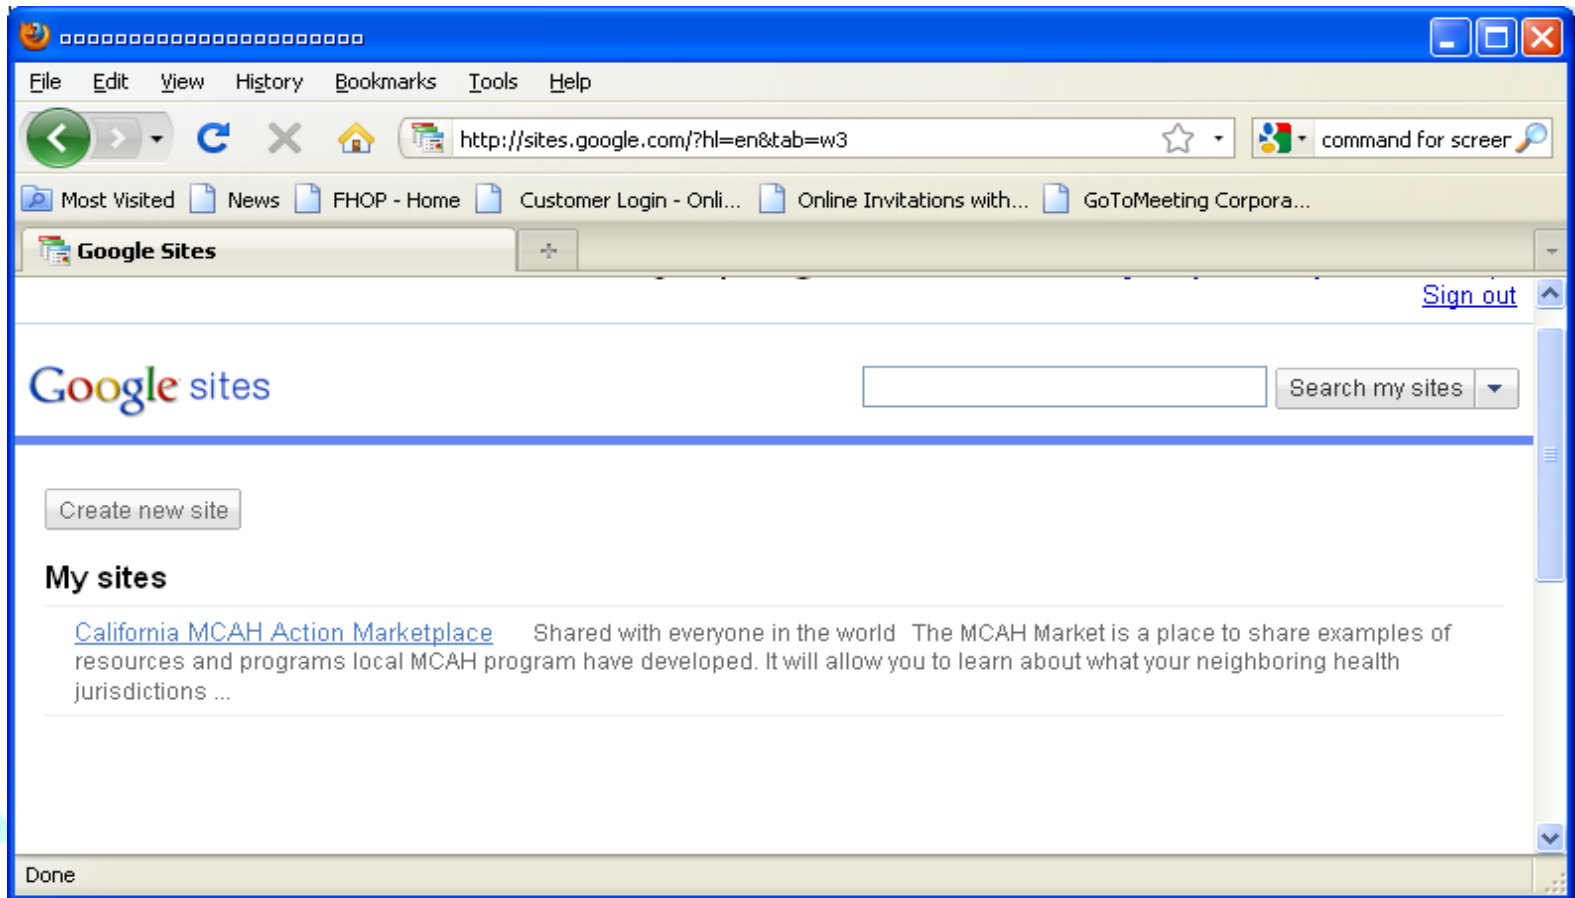 File Edit View History Bookmarks Tools Help
http://sites.google.com/?hl=en&tab=w3 command for screer
Most Visited News FHOP - Home Customer Login - Onli... Online Invitations with... GoToMeeting Corpora...
Google Sites
Sign out
Google sites Search my sites
Create new site
My sites
California MCAH Action Marketplace Shared with everyone in the world The MCAH Market is a place to share examples of
resources and programs local MCAH program have developed. It will allow you to learn about what your neighboring health
jurisdictions ...
Done